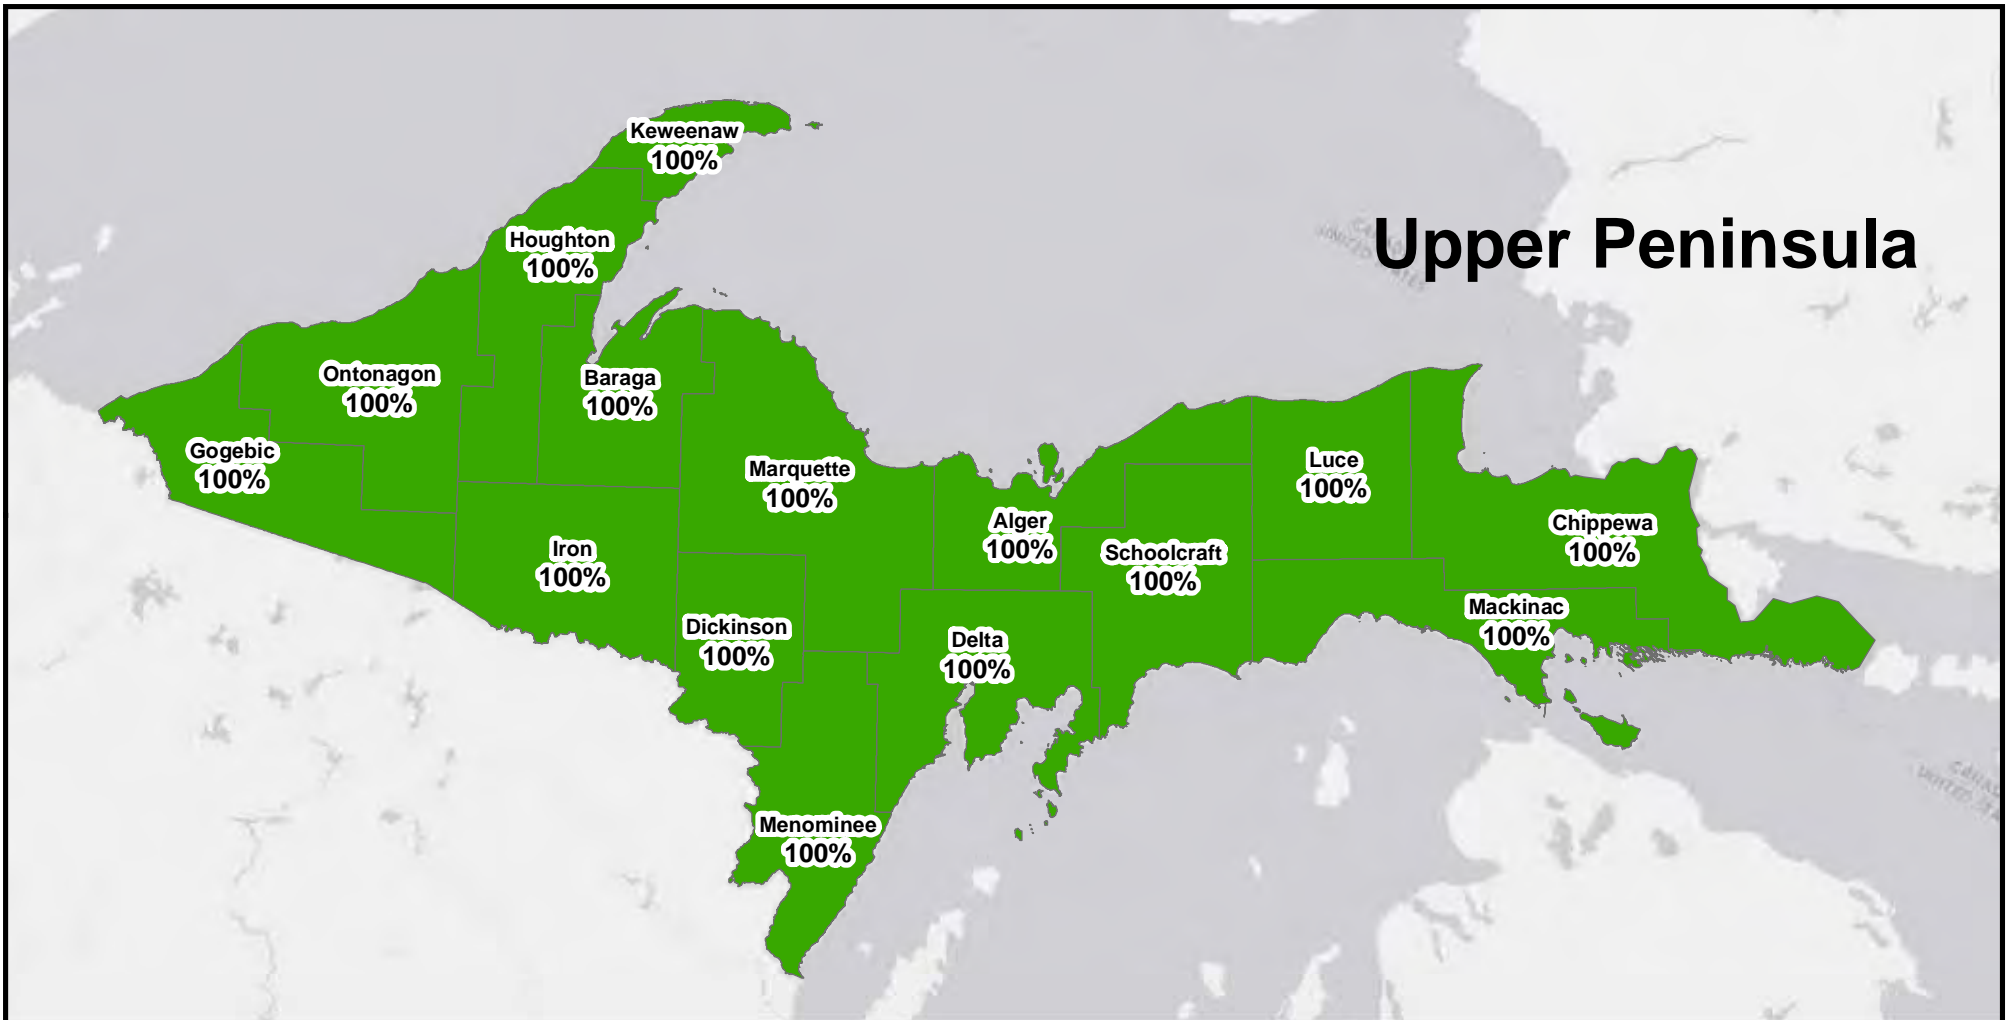 Keweenaw
100%
Upper Peninsula
Houghton
100%
Ontonagon
100%
Baraga
100%
Gogebic
100%
Marquette
100%
Luce
100%
Alger
100%
Chippewa
100%
Iron
100%
Schoolcraft
100%
Mackinac
100%
Dickinson
100%
Delta
100%
Menominee
100%